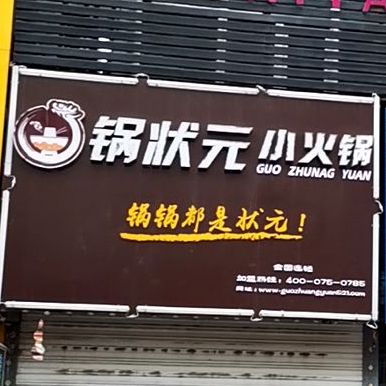 锅状元 小火锅
GUO ZHUNAG YUAN
锅锅都是状元!
全国连锁
加盟热线:400-075-0785
网址:www.guozhuangyuan521.com